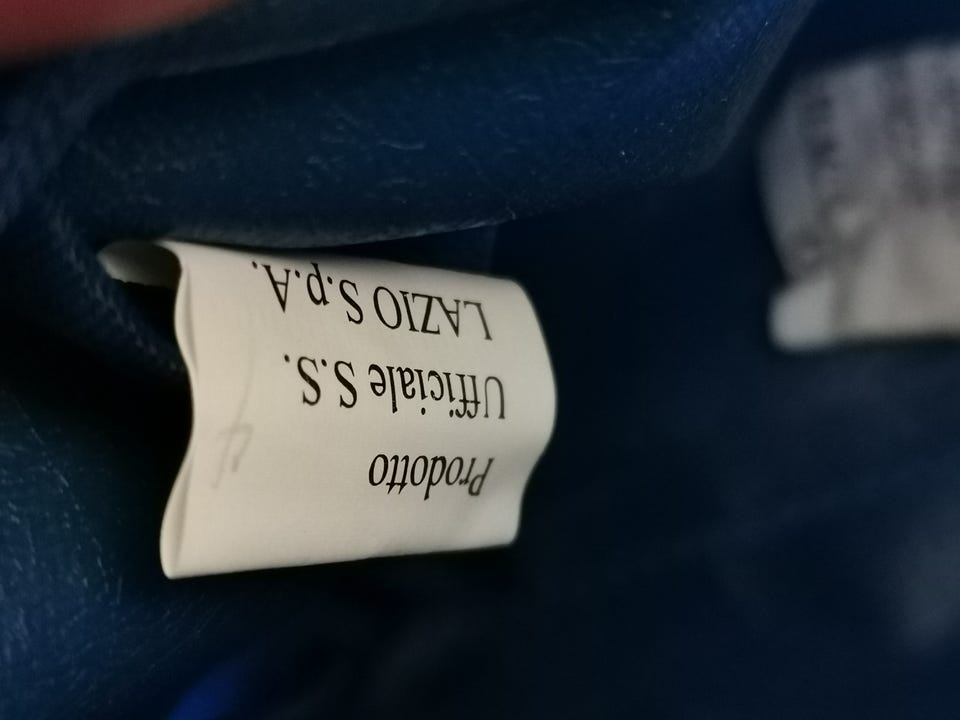 Prodotto
Ufficiale S.S.
LAZIO S.p.A.